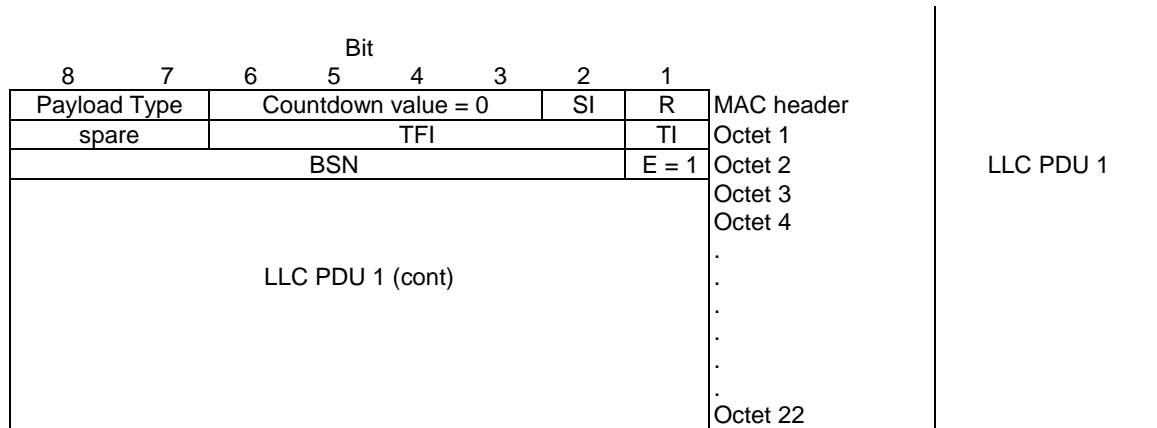 Bit
8 7 6 5 4 3 2 1
Payload Type Countdown value = 0 SI R MAC header
spare TFI TI Octet 1
BSN E = 1 Octet 2 LLC PDU 1
Octet 3
Octet 4
.
LLC PDU 1 (cont) .
.
.
.
.
Octet 22